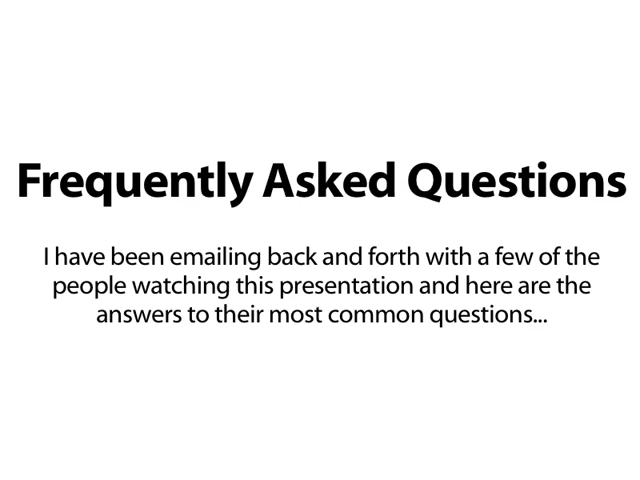 Frequently Asked Questions
I have been emailing back and forth with a few of the
people watching this presentation and here are the
answers to their most common questions...